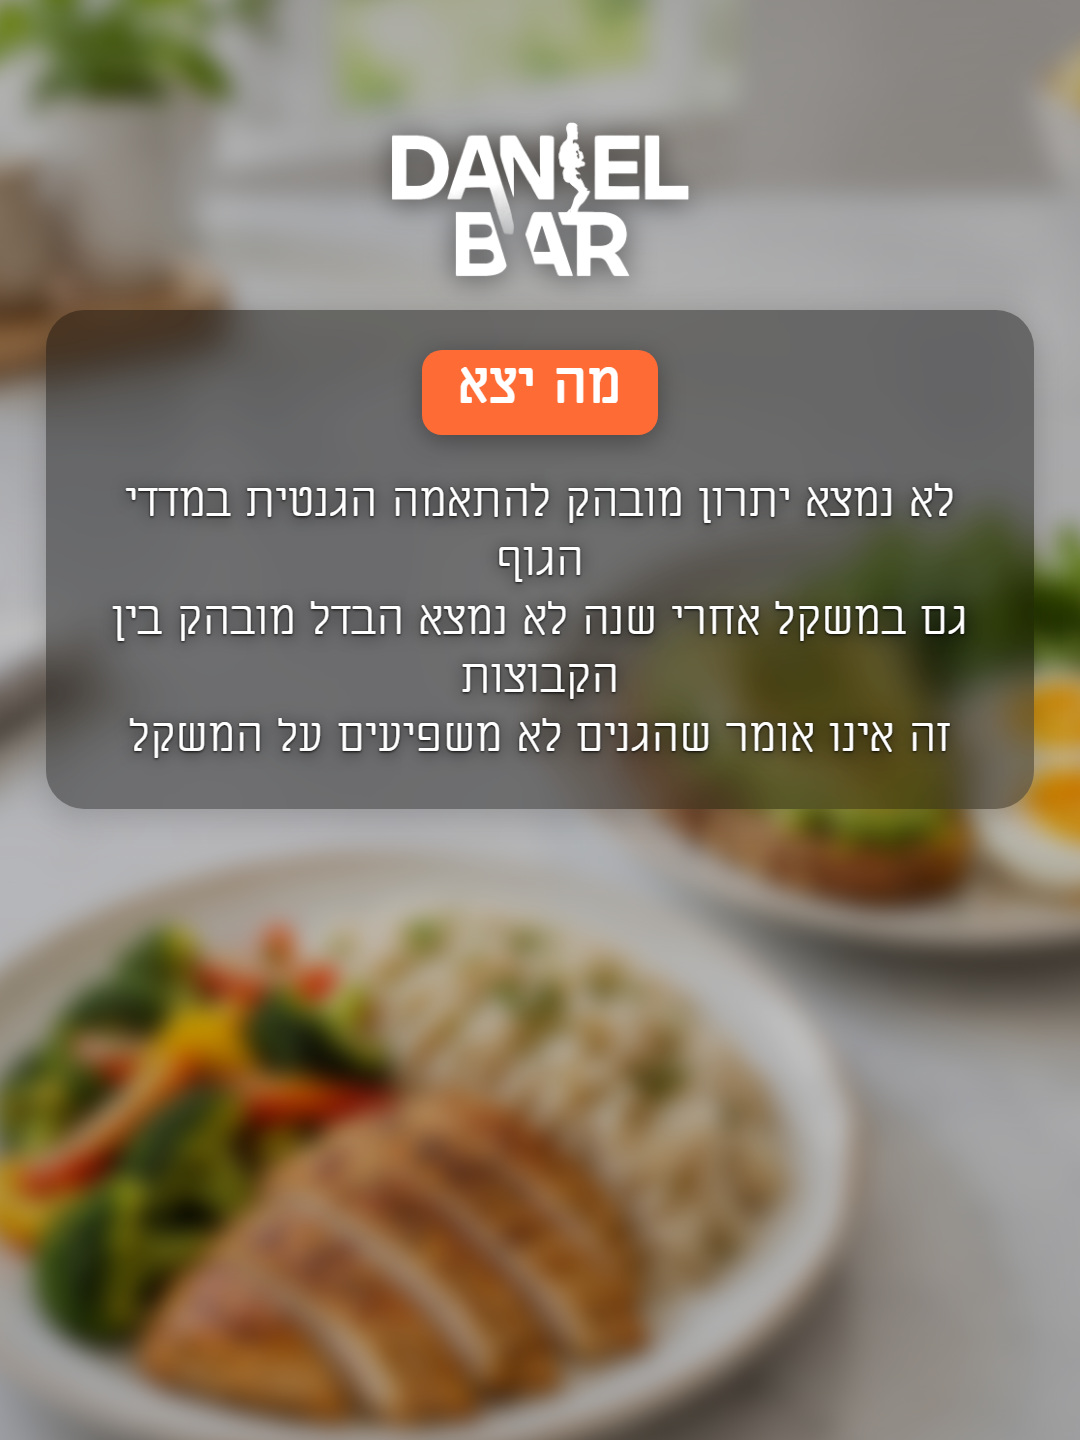 DANIEL
BAR
מה יצא
לא נמצא יתרון מובהק להתאמה הגנטית במדדי
הגוף
גם במשקל אחרי שנה לא נמצא הבדל מובהק בין
הקבוצות
זה אינו אומר שהגנים לא משפיעים על המשקל